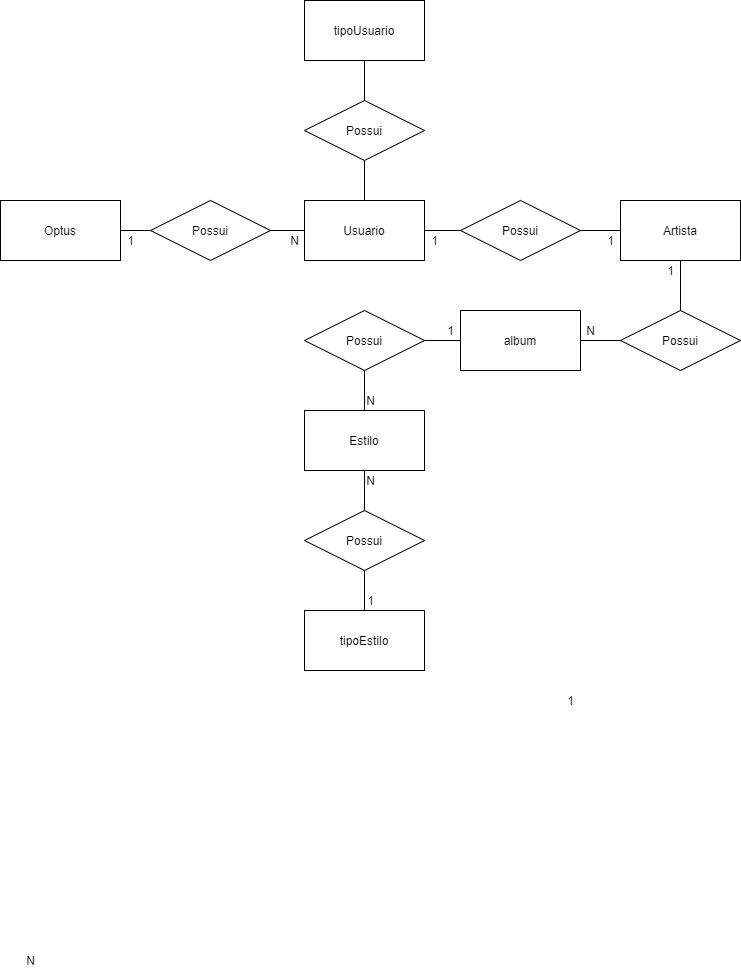 tipoUsuario
Possui
Optus
1
Possui
N
Usuario
1
Possui
1
Artista
1
Possui
1
album
N
Possui
N
Estilo
N
Possui
1
tipoEstilo
1
N